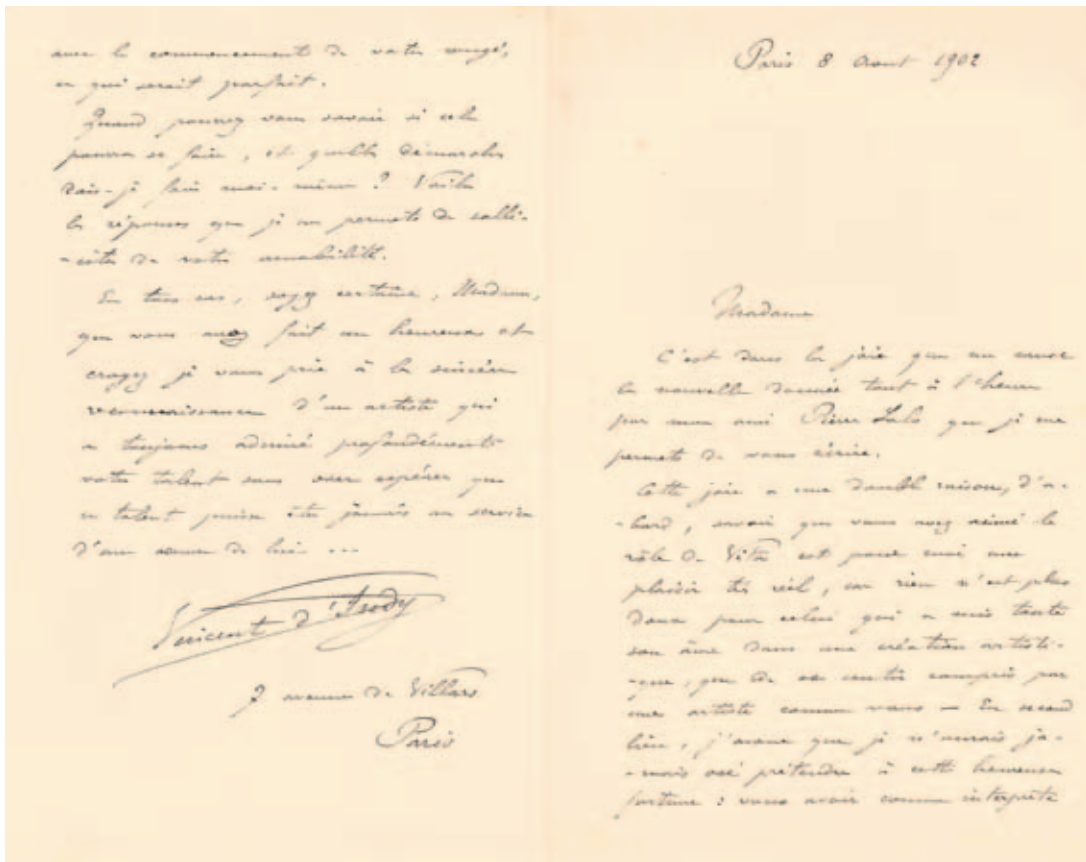 Paris 8 Aout 1902
Madame
C'est dans la joie que me cause
la nouvelle donnée tout à l'heure
par mon ami Pierre Lalo que je me
permets de vous écrire.
Cette joie a une double raison, d'a-
-bord, savoir que vous avez aimé le
rôle de Vita est pour moi un
plaisir très réel, car rien n'est plus
doux pour celui qui a mis toute
son âme dans une création artisti-
-que, que de se sentir compris par
une artiste comme vous — En second
lieu, j'avoue que je n'aurais ja-
-mais osé prétendre à cette heureuse
fortune : vous avoir comme interprète
avec le commencement de votre congé,
ce qui serait parfait.
Quand pourrez vous savoir si cela
pourra se faire, et quelles démarches
dois-je faire moi-même ? Voilà
les réponses que je me permets de solli-
-citer de votre amabilité.
En tous cas, soyez certaine, Madame,
que vous avez fait un heureux et
croyez je vous prie à la sincère
reconnaissance d'un artiste qui
a toujours admiré profondément
votre talent sans oser espérer que
ce talent puisse être jamais au service
d'une œuvre de lui ...
Vincent d'Indy
7 avenue de Villars
Paris